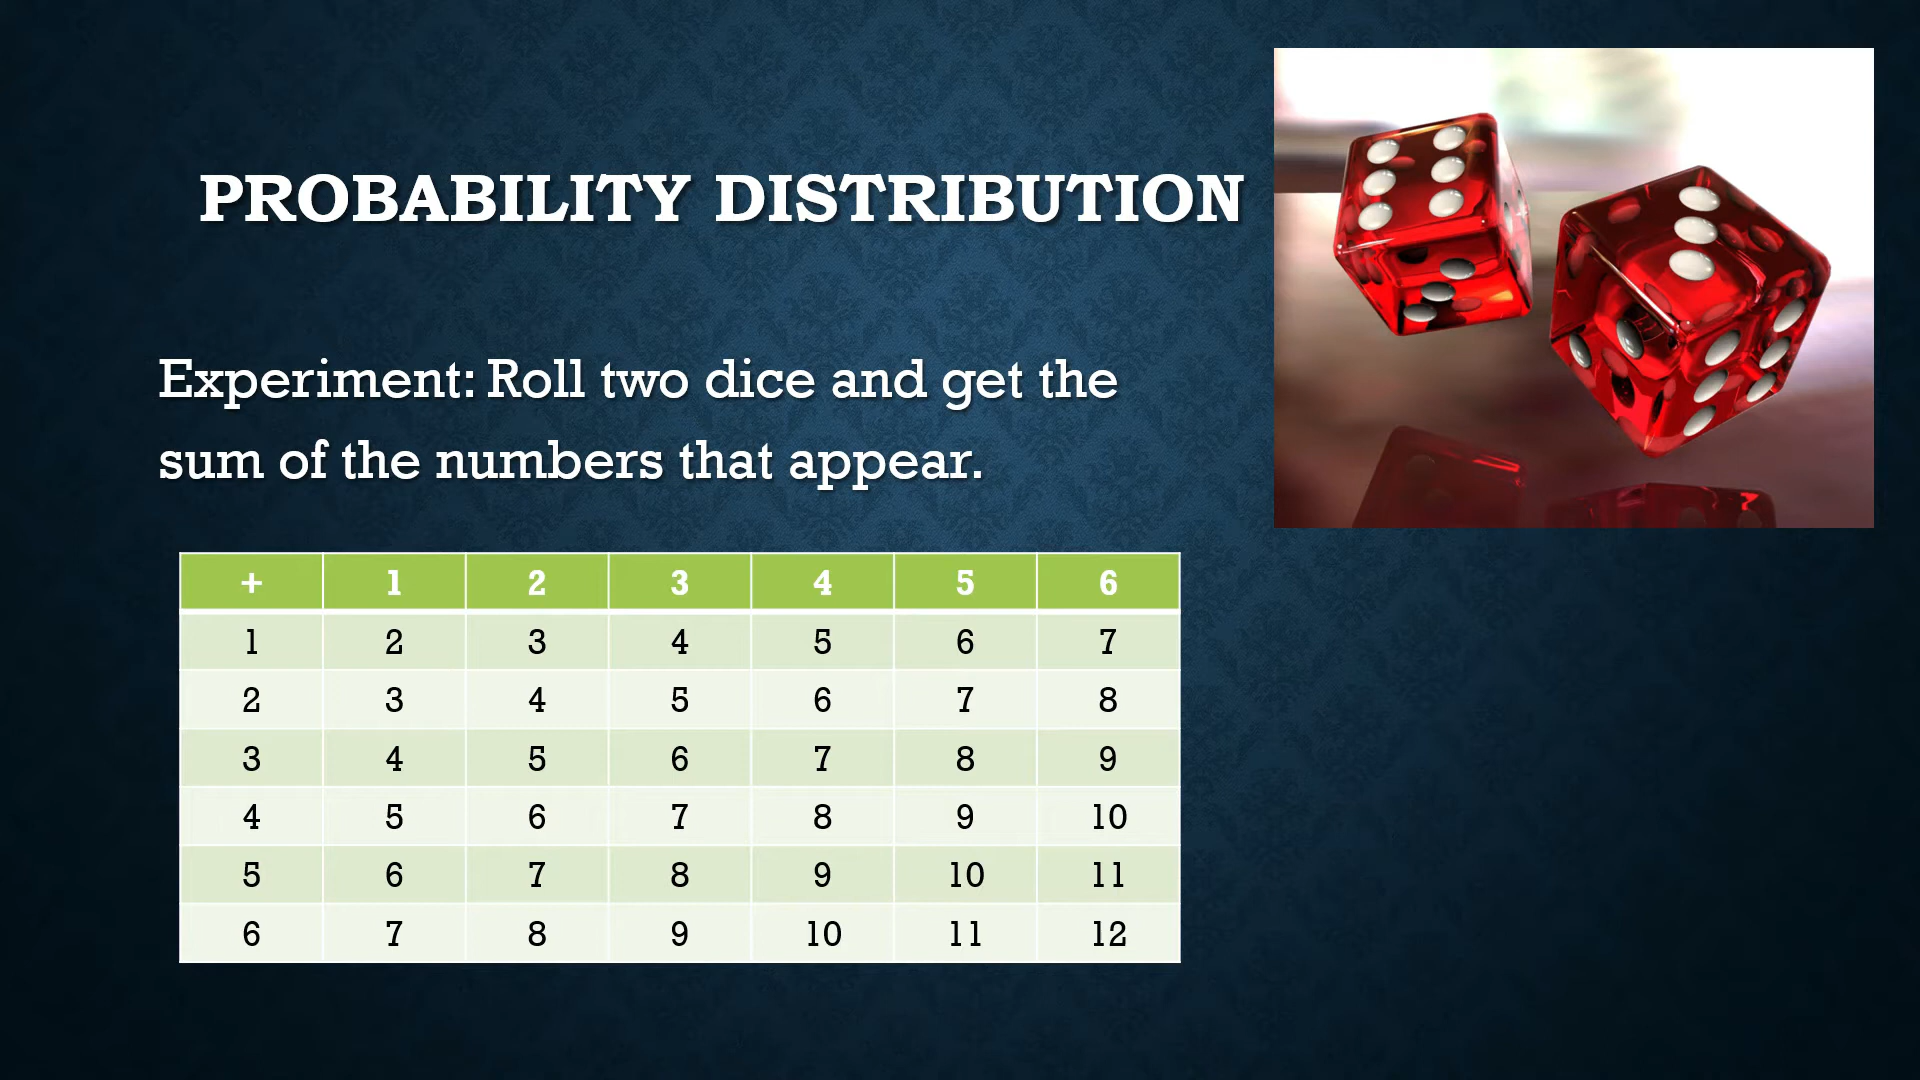 PROBABILITY DISTRIBUTION
Experiment: Roll two dice and get the
sum of the numbers that appear.
+ 1 2 3 4 5 6
1 2 3 4 5 6 7
2 3 4 5 6 7 8
3 4 5 6 7 8 9
4 5 6 7 8 9 10
5 6 7 8 9 10 11
6 7 8 9 10 11 12